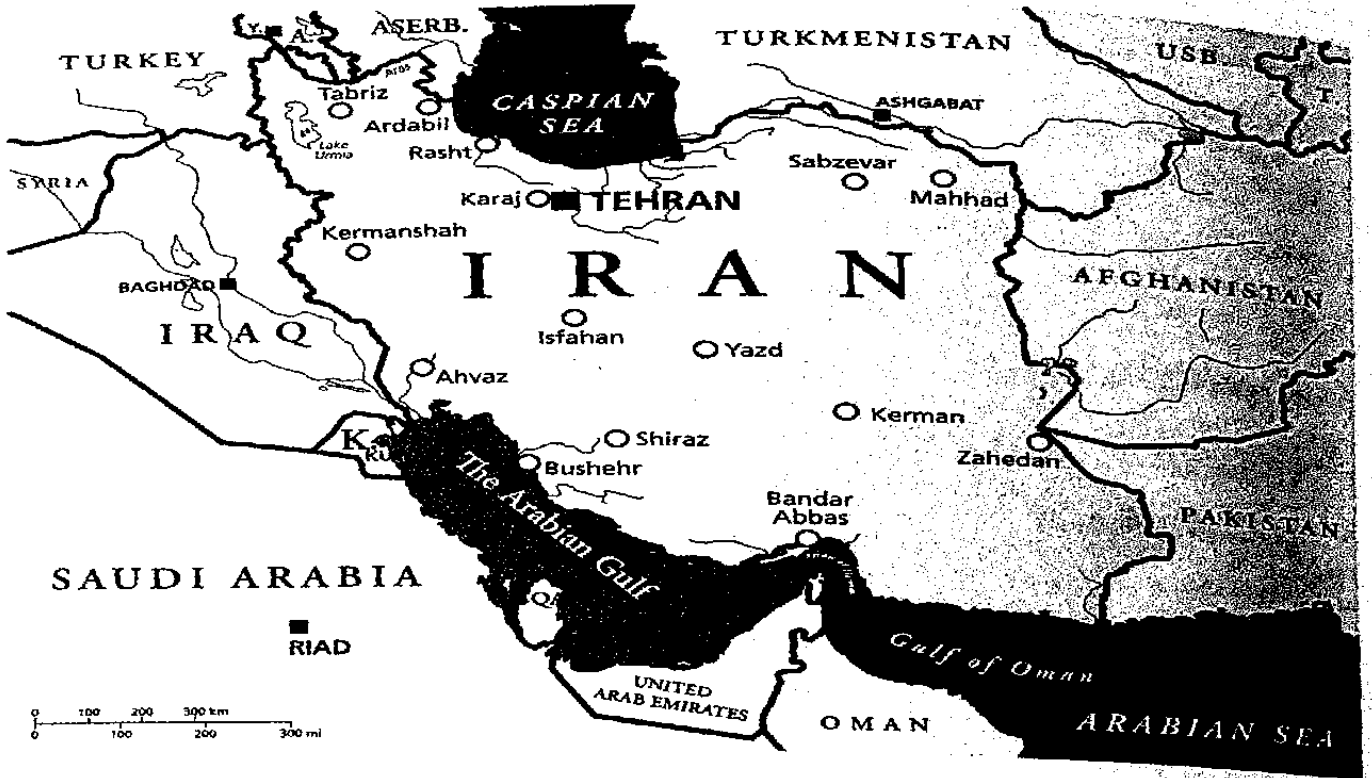 TURKEY
Y.
A.
ASERB.
Aras
TURKMENISTAN
USB.
T.
Tabriz
Ardabil
CASPIAN
SEA
ASHGABAT
Lake
Urmia
Rasht
Sabzevar
Mahhad
SYRIA
Karaj
TEHRAN
Kermanshah
IRAN
AFGHANISTAN
BAGHDAD
IRAQ
Isfahan
Yazd
Ahvaz
Kerman
K.
KU
Shiraz
Bushehr
Zahedan
The Arabian Gulf
Bandar
Abbas
PAKISTAN
SAUDI ARABIA
RIAD
Gulf of Oman
UNITED
ARAB EMIRATES
OMAN
ARABIAN SEA
0 100 200 300 km
0 100 200 300 mi